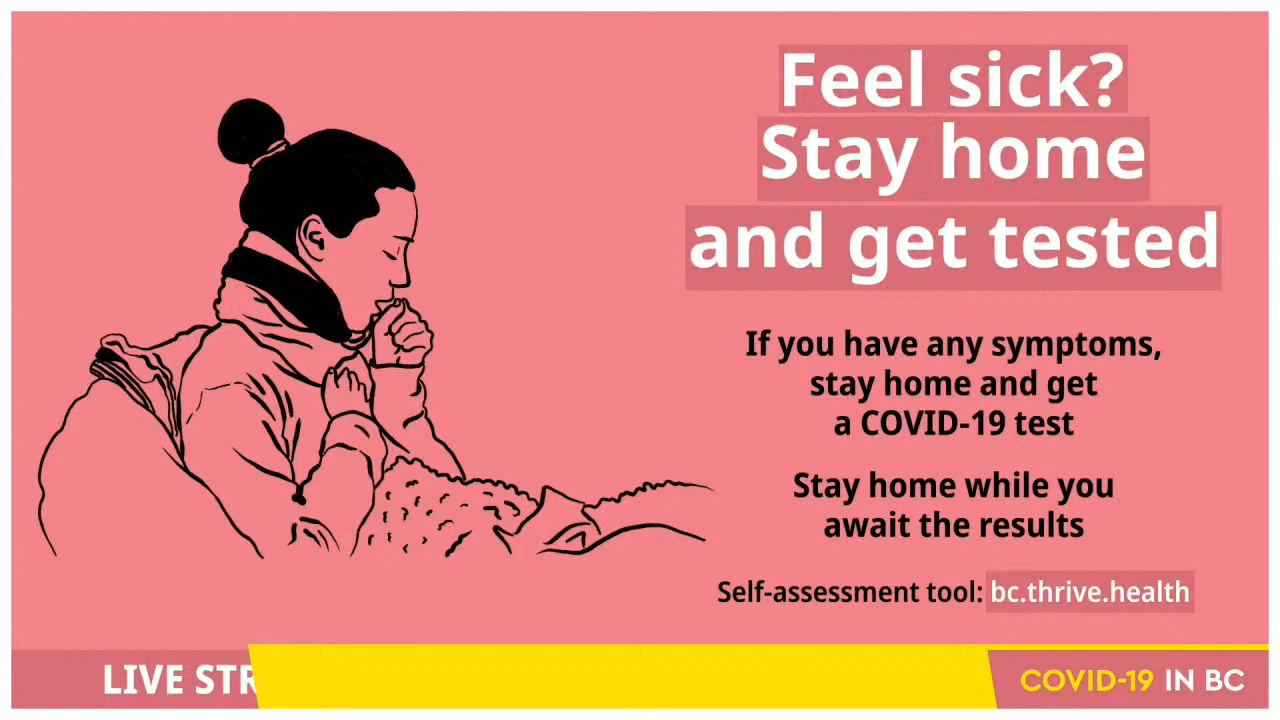 Feel sick?
Stay home
and get tested
If you have any symptoms,
stay home and get
a COVID-19 test
Stay home while you
await the results
Self-assessment tool: bc.thrive.health
LIVE
COVID-19 IN BC